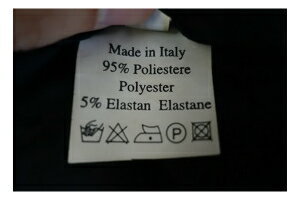 Made in Italy
95% Poliestere
Polyester
5% Elastan Elastane
P